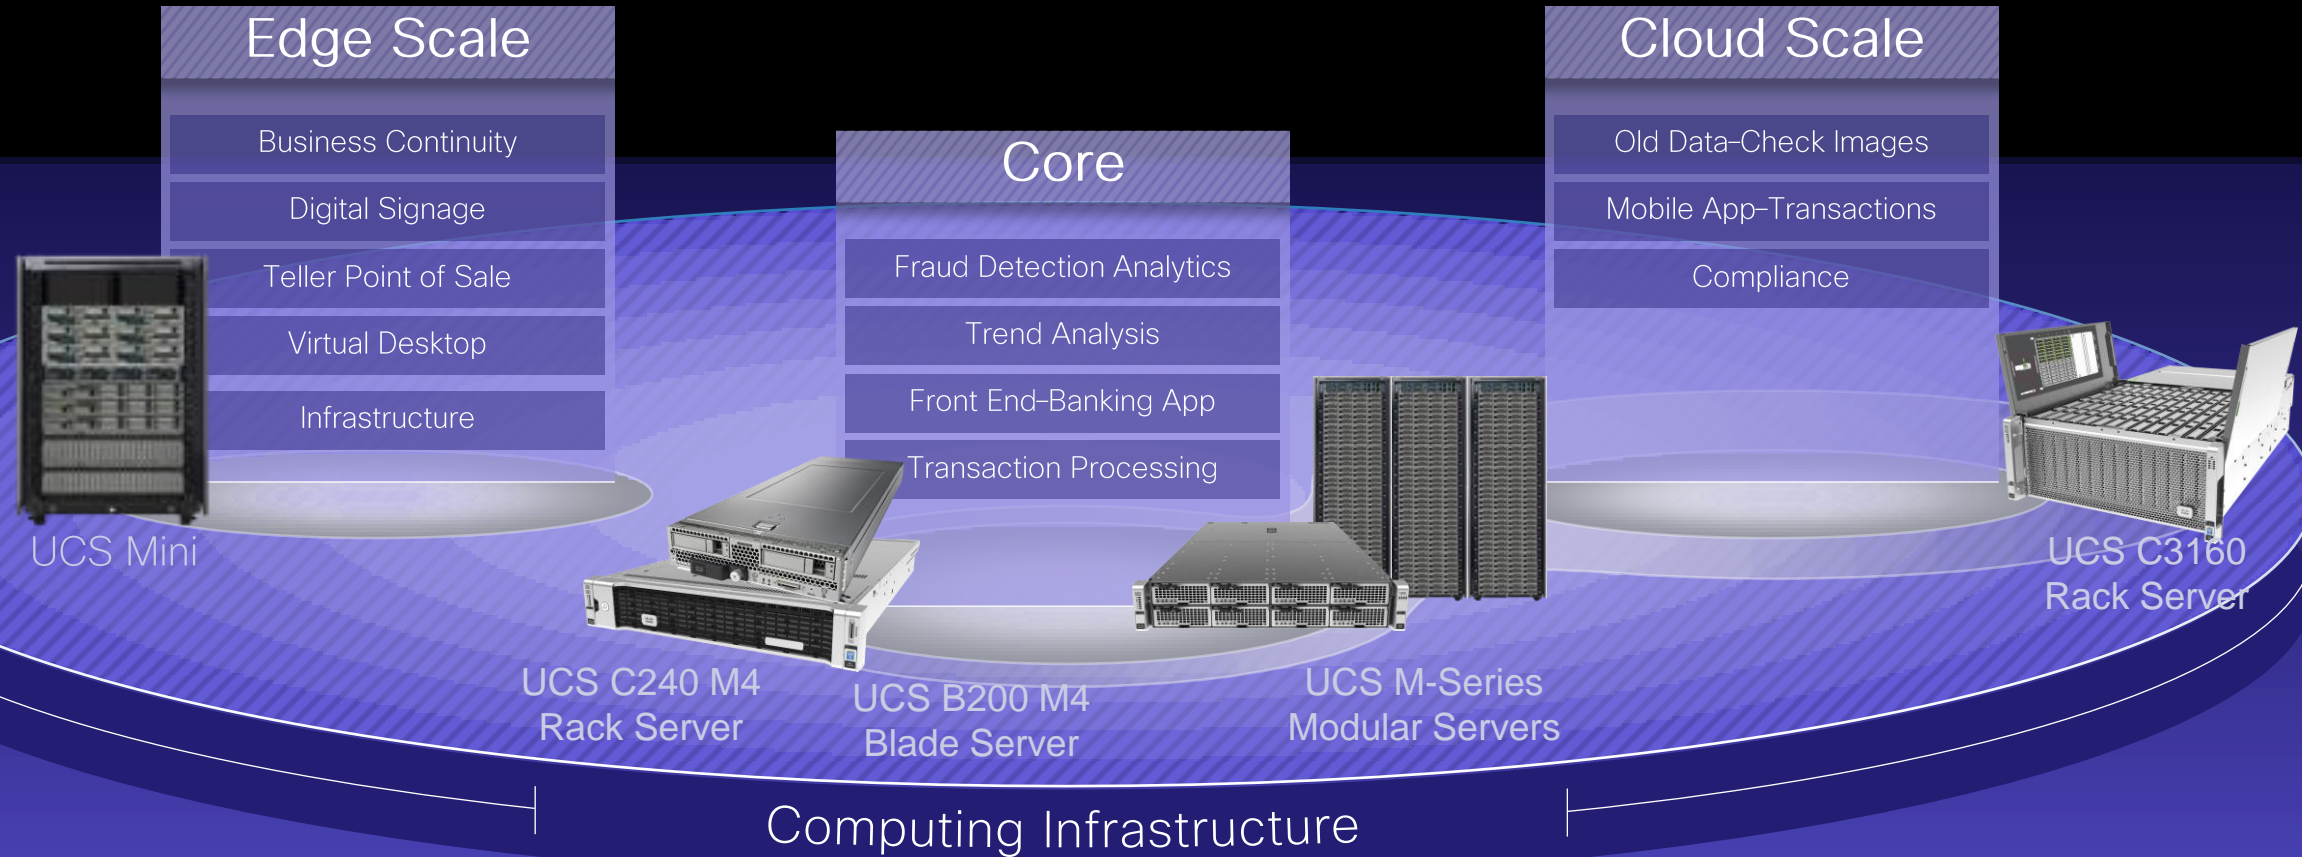 Edge Scale
Business Continuity
Digital Signage
Teller Point of Sale
Virtual Desktop
Infrastructure
UCS Mini
Core
Fraud Detection Analytics
Trend Analysis
Front End–Banking App
Transaction Processing
UCS C240 M4
Rack Server
UCS B200 M4
Blade Server
UCS M-Series
Modular Servers
Cloud Scale
Old Data–Check Images
Mobile App–Transactions
Compliance
UCS C3160
Rack Server
Computing Infrastructure